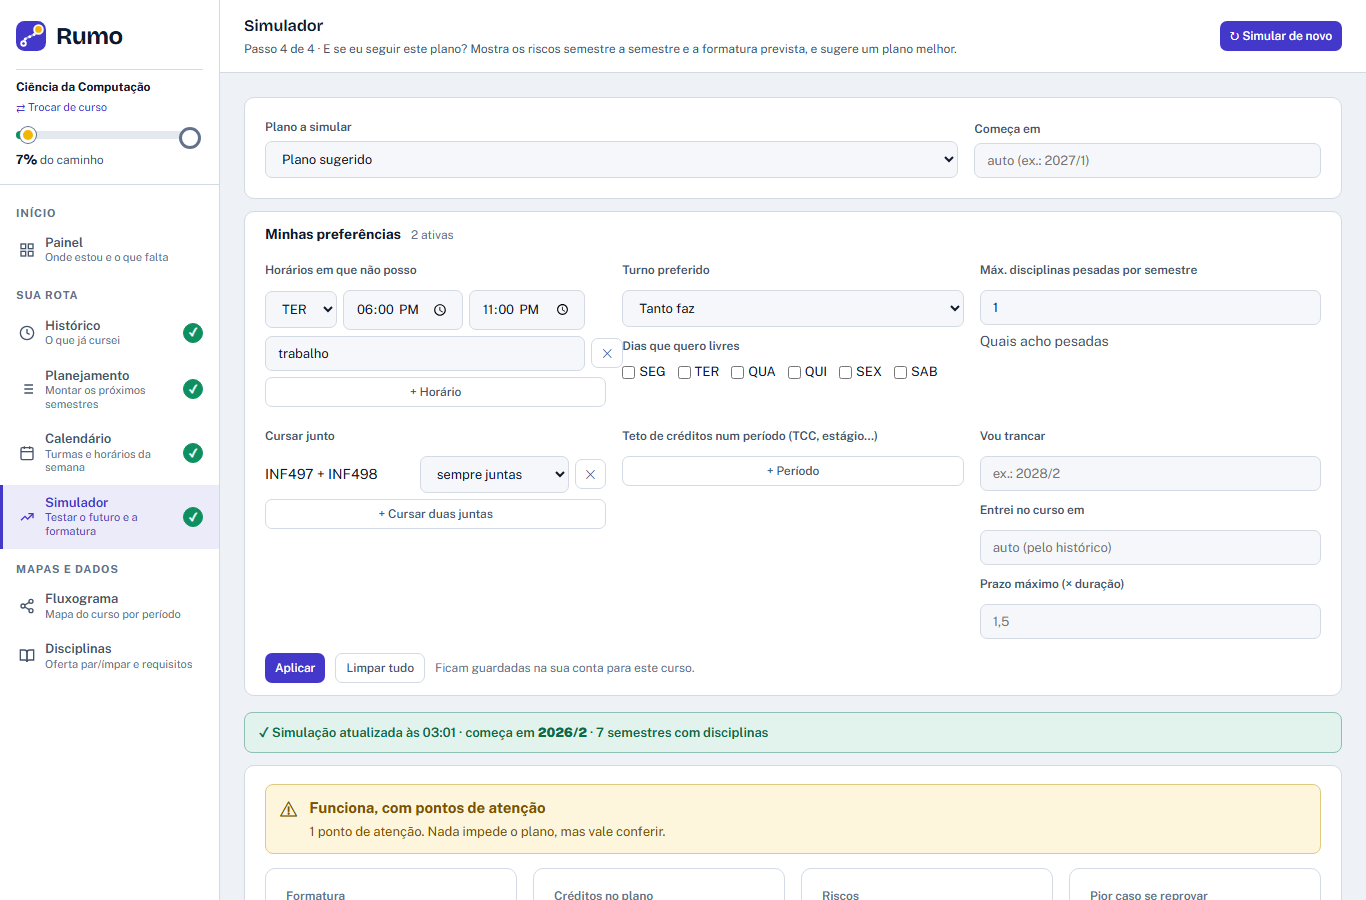 Rumo
Ciência da Computação
⇄ Trocar de curso
7% do caminho
INÍCIO
Painel
Onde estou e o que falta
SUA ROTA
Histórico
O que já cursei
Planejamento
Montar os próximos
semestres
Calendário
Turmas e horários da
semana
Simulador
Testar o futuro e a
formatura
MAPAS E DADOS
Fluxograma
Mapa do curso por período
Disciplinas
Oferta par/ímpar e requisitos
Simulador
Passo 4 de 4 · E se eu seguir este plano? Mostra os riscos semestre a semestre e a formatura prevista, e sugere um plano melhor.
↻ Simular de novo
Plano a simular
Plano sugerido
Começa em
auto (ex.: 2027/1)
Minhas preferências 2 ativas
Horários em que não posso
TER 06:00 PM 11:00 PM
trabalho
+ Horário
Turno preferido
Tanto faz
Dias que quero livres
SEG TER QUA QUI SEX SAB
Máx. disciplinas pesadas por semestre
1
Quais acho pesadas
Cursar junto
INF497 + INF498 sempre juntas
+ Cursar duas juntas
Teto de créditos num período (TCC, estágio...)
+ Período
Vou trancar
ex.: 2028/2
Entrei no curso em
auto (pelo histórico)
Prazo máximo (× duração)
1,5
Aplicar Limpar tudo Ficam guardadas na sua conta para este curso.
✓ Simulação atualizada às 03:01 · começa em 2026/2 · 7 semestres com disciplinas
Funciona, com pontos de atenção
1 ponto de atenção. Nada impede o plano, mas vale conferir.
Formatura
Créditos no plano
Riscos
Pior caso se reprovar